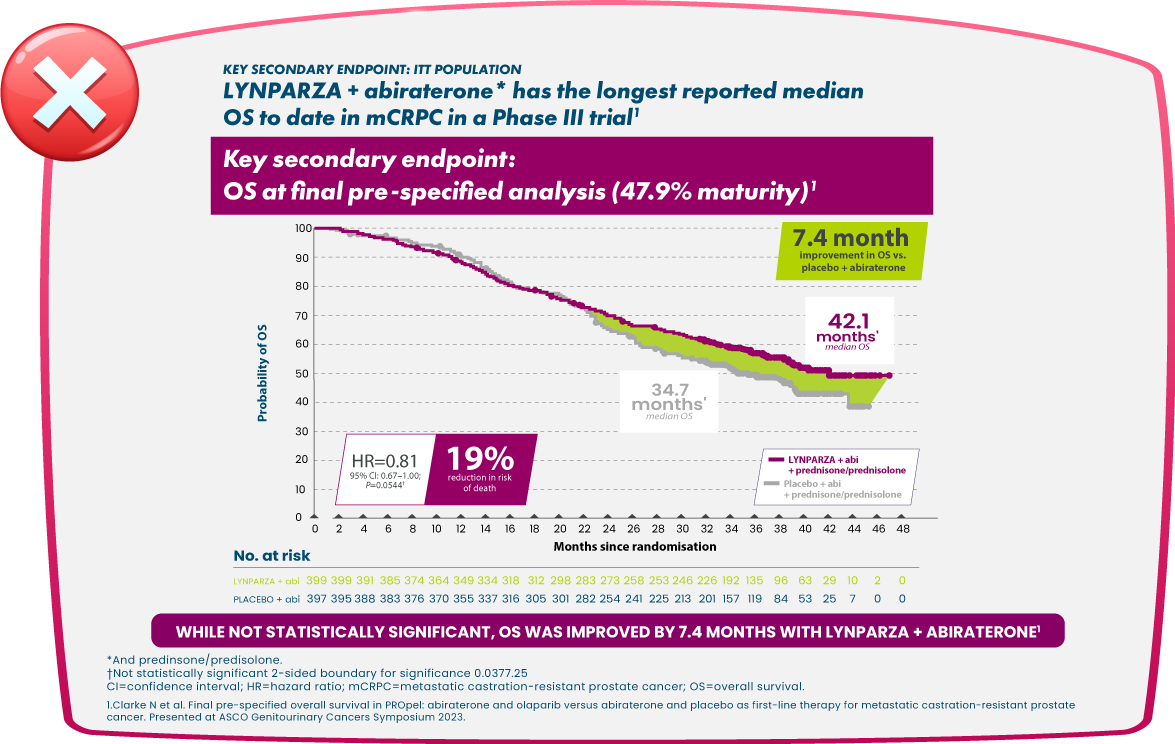 KEY SECONDARY ENDPOINT: ITT POPULATION
LYNPARZA + abiraterone* has the longest reported median
OS to date in mCRPC in a Phase III trial¹
Key secondary endpoint:
OS at final pre-specified analysis (47.9% maturity)¹
100
90
80
70
60
50
40
30
20
10
0
Probability of OS
7.4 month
improvement in OS vs.
placebo + abiraterone
42.1
months¹
median OS
34.7
months¹
median OS
HR=0.81
95% CI: 0.67–1.00;
P=0.0544†
19%
reduction in risk
of death
LYNPARZA + abi
+ prednisone/prednisolone
Placebo + abi
+ prednisone/prednisolone
0 2 4 6 8 10 12 14 16 18 20 22 24 26 28 30 32 34 36 38 40 42 44 46 48
Months since randomisation
No. at risk
LYNPARZA + abi 399 399 391 385 374 364 349 334 318 312 298 283 273 258 253 246 226 192 135 96 63 29 10 2 0
PLACEBO + abi 397 395 388 383 376 370 355 337 316 305 301 282 254 241 225 213 201 157 119 84 53 25 7 0 0
WHILE NOT STATISTICALLY SIGNIFICANT, OS WAS IMPROVED BY 7.4 MONTHS WITH LYNPARZA + ABIRATERONE¹
*And predinsone/predisolone.
†Not statistically significant 2-sided boundary for significance 0.0377.25
CI=confidence interval; HR=hazard ratio; mCRPC=metastatic castration-resistant prostate cancer; OS=overall survival.
1.Clarke N et al. Final pre-specified overall survival in PROpel: abiraterone and olaparib versus abiraterone and placebo as first-line therapy for metastatic castration-resistant prostate
cancer. Presented at ASCO Genitourinary Cancers Symposium 2023.